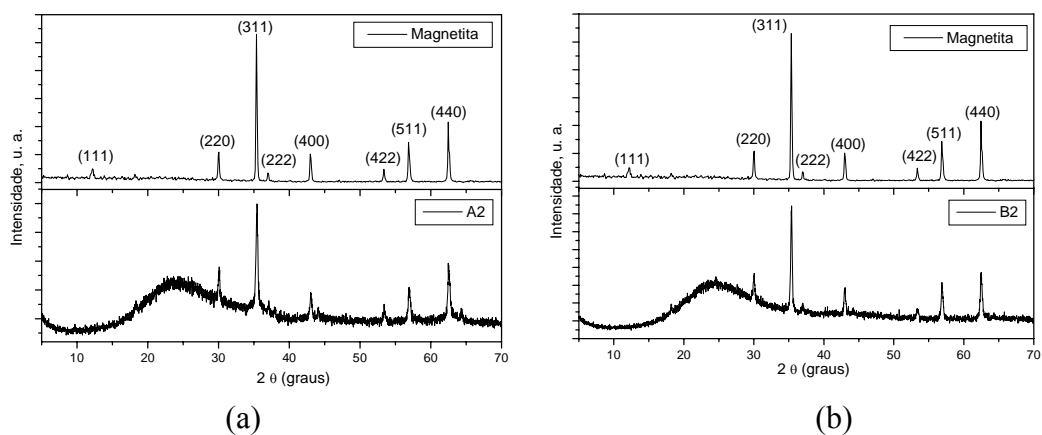 (311)
Magnetita
(440)
(220)
(511)
(111)
(222)
(400)
(422)
Intensidade, u. a.
A2
10 20 30 40 50 60 70
2 θ (graus)
(a)
(311)
Magnetita
(440)
(220)
(511)
(111)
(222)
(400)
(422)
Intensidade, u. a.
B2
10 20 30 40 50 60 70
2 θ (graus)
(b)